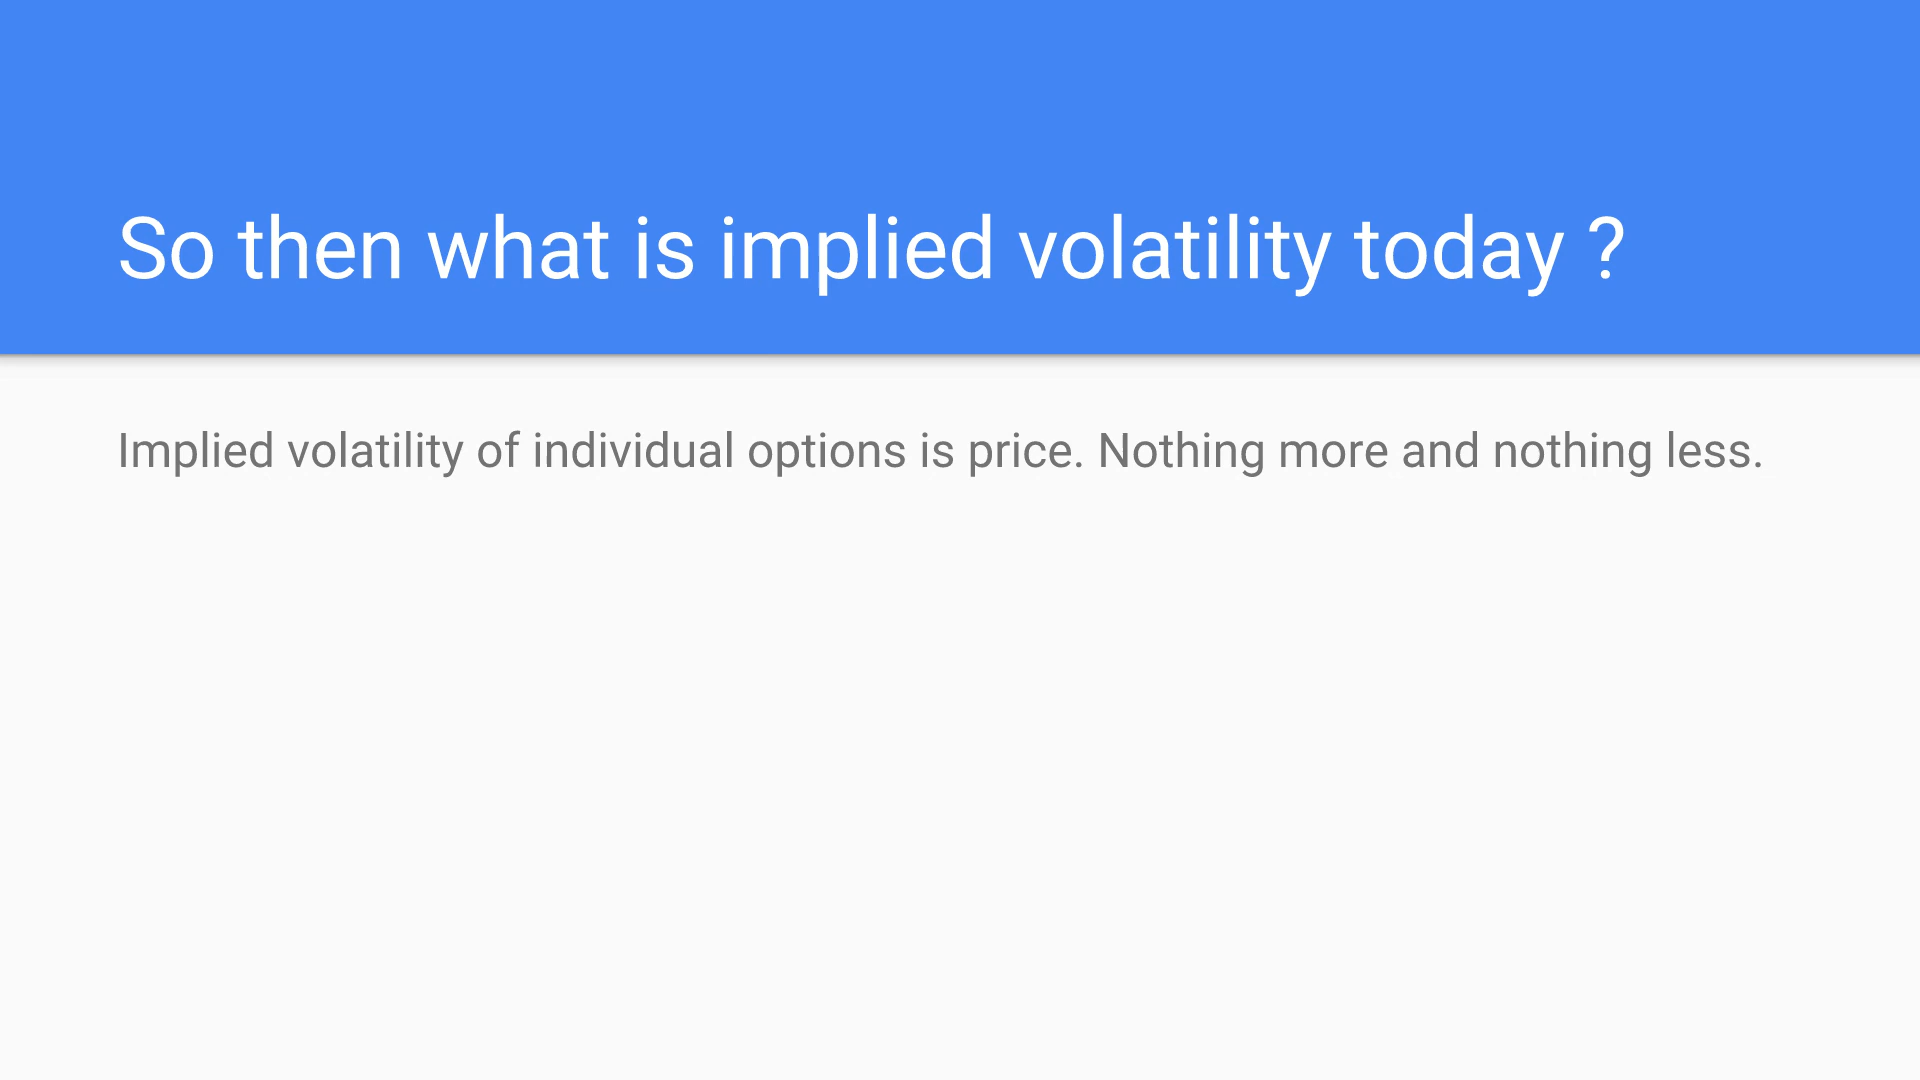 So then what is implied volatility today ?
Implied volatility of individual options is price. Nothing more and nothing less.